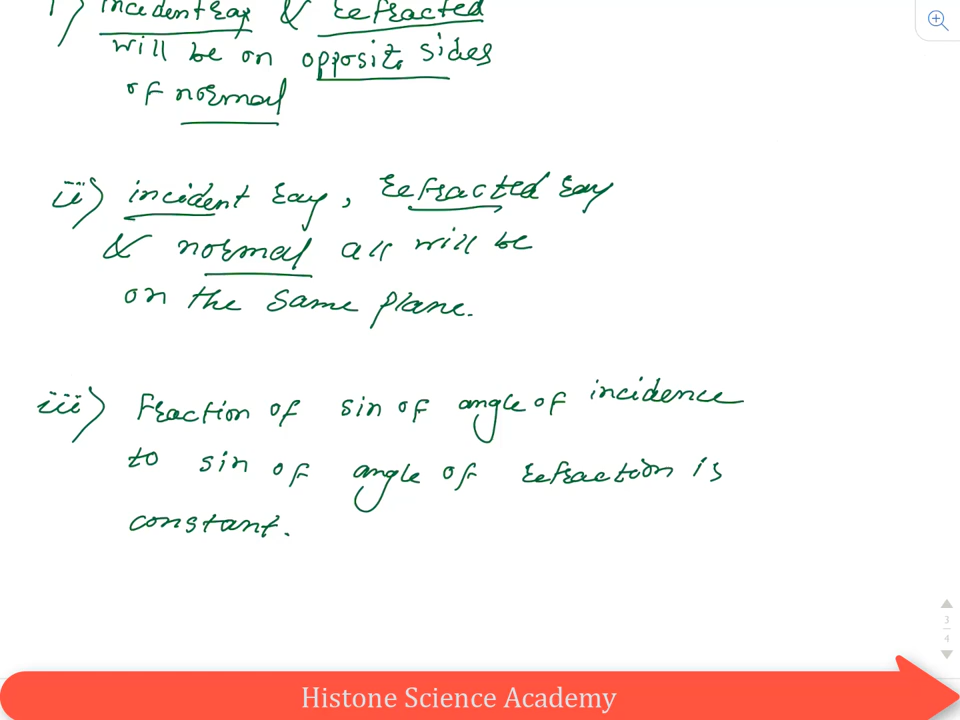 i) incident ray & refracted
will be on opposite sides
of normal
ii) incident ray, refracted ray
& normal all will be
on the same plane.
iii) Fraction of sin of angle of incidence
to sin of angle of refraction is
constant.
3
4
Histone Science Academy